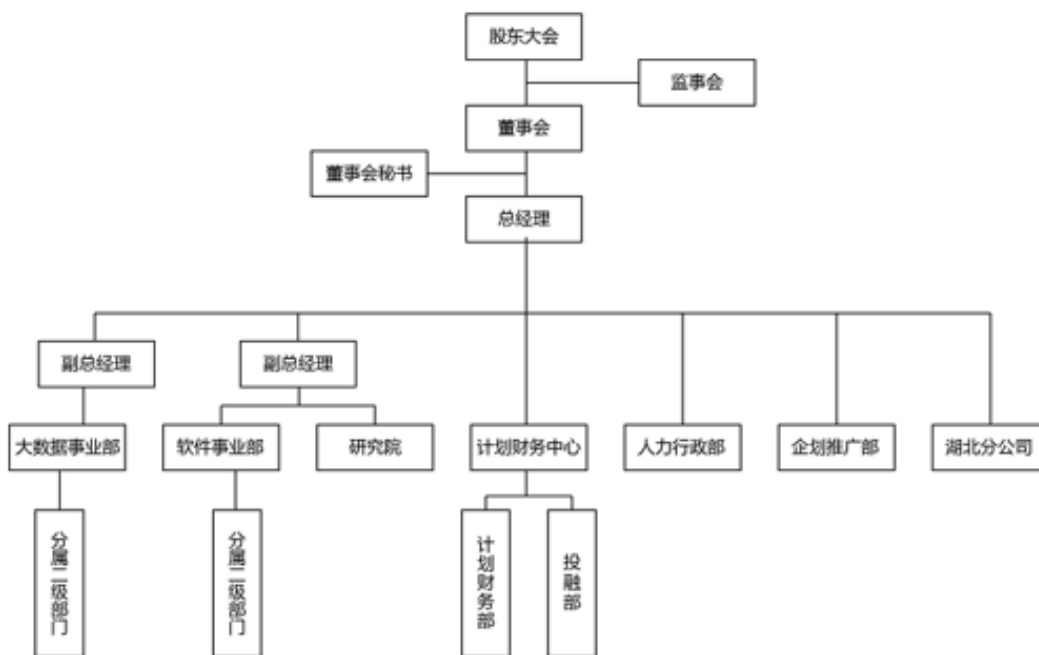 股东大会
监事会
董事会
董事会秘书
总经理
副总经理
副总经理
大数据事业部
软件事业部
研究院
计划财务中心
人力行政部
企划推广部
湖北分公司
分属二级部门
分属二级部门
计划财务部
投融部